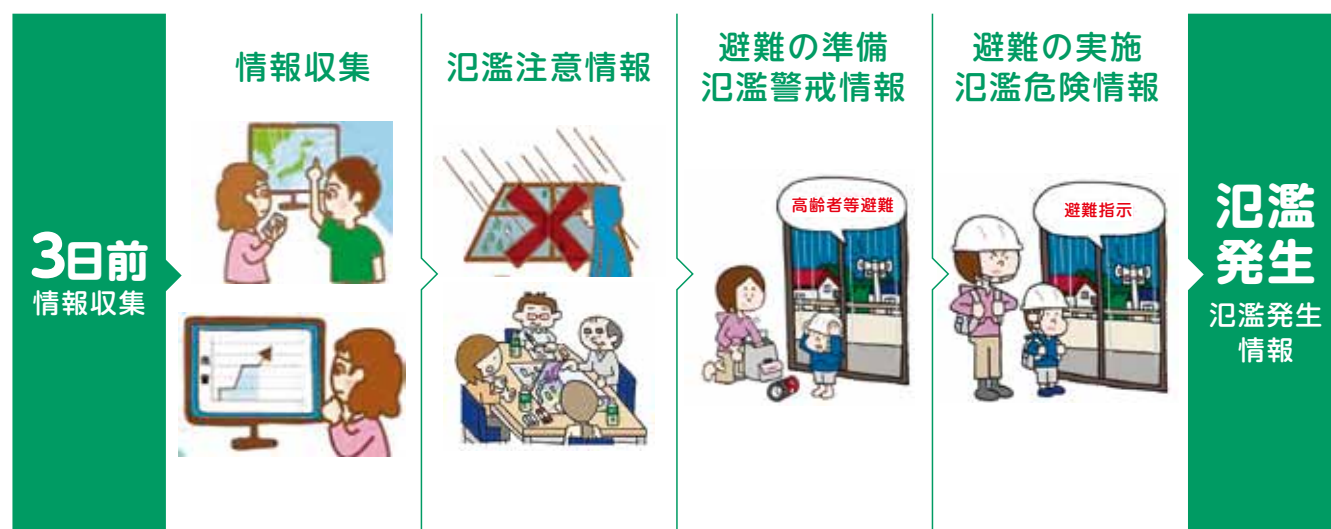 3日前
情報収集
情報収集
氾濫注意情報
避難の準備
氾濫警戒情報
高齢者等避難
避難の実施
氾濫危険情報
避難指示
氾濫
発生
氾濫発生
情報